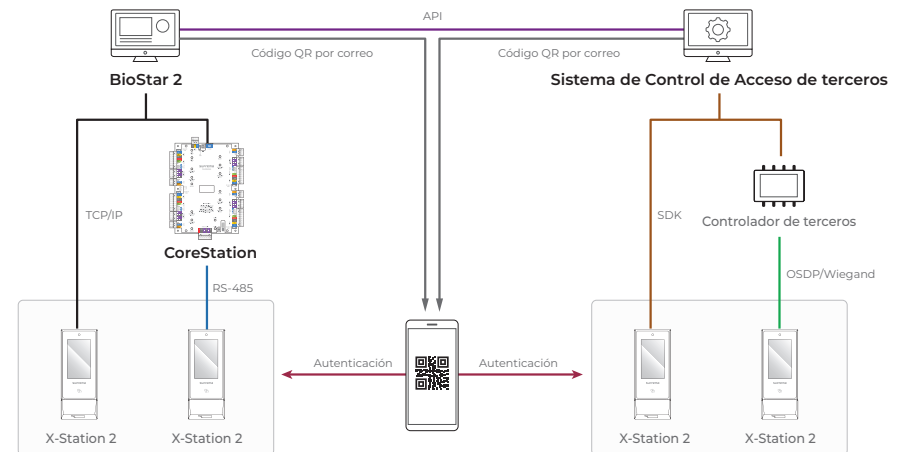 API
Código QR por correo
Código QR por correo
BioStar 2
Sistema de Control de Acceso de terceros
TCP/IP
SDK
Controlador de terceros
CoreStation
RS-485
OSDP/Wiegand
Autenticación
Autenticación
X-Station 2
X-Station 2
X-Station 2
X-Station 2